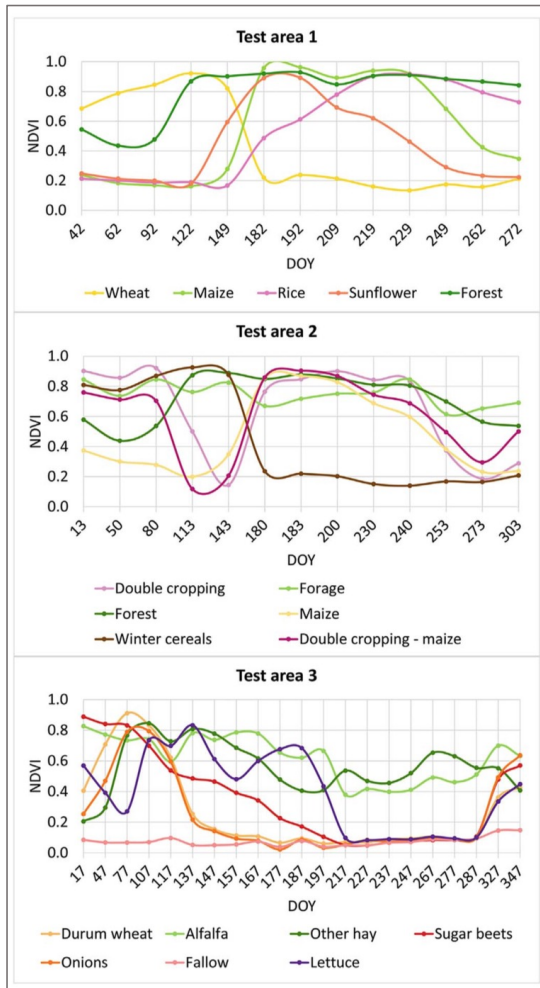 Test area 1
1.0
0.8
0.6
0.4
0.2
0.0
NDVI
42 62 92 122 149 182 192 209 219 229 249 262 272
DOY
Wheat Maize Rice Sunflower Forest
Test area 2
1.0
0.8
0.6
0.4
0.2
0.0
NDVI
13 50 80 113 143 180 183 200 230 240 253 273 303
DOY
Double cropping Forage
Forest Maize
Winter cereals Double cropping - maize
Test area 3
1.0
0.8
0.6
0.4
0.2
0.0
NDVI
17 47 77 107 117 137 147 157 167 177 187 197 217 227 237 247 267 277 287 327 347
DOY
Durum wheat Alfalfa Other hay Sugar beets
Onions Fallow Lettuce